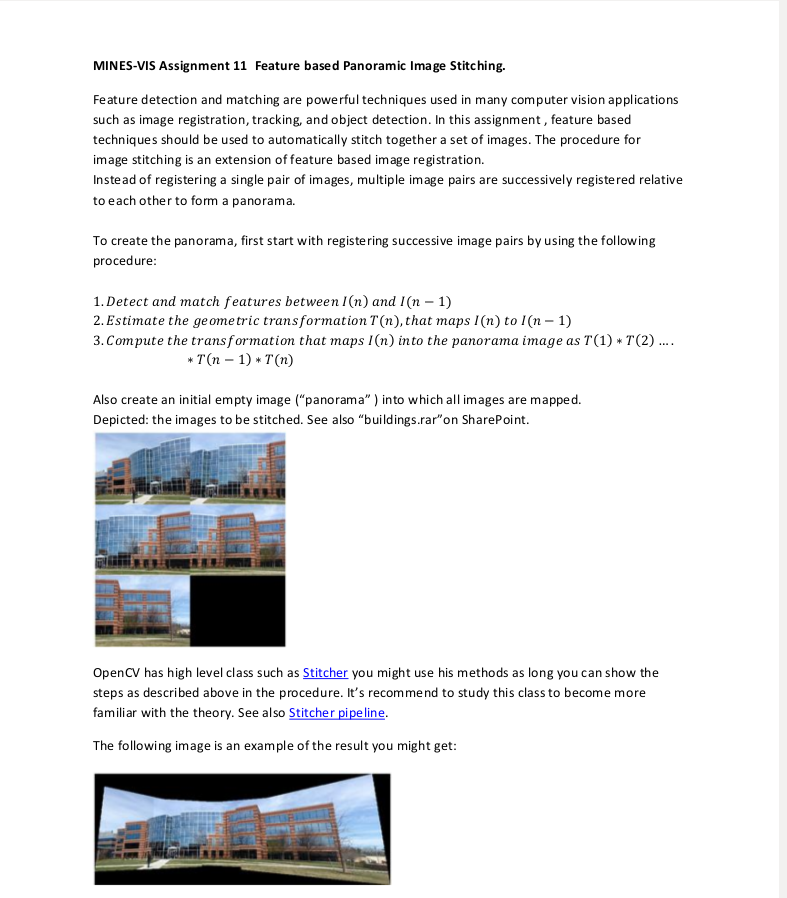 MINES-VIS Assignment 11  Feature based Panoramic Image Stitching.
Feature detection and matching are powerful techniques used in many computer vision applications
such as image registration, tracking, and object detection. In this assignment , feature based
techniques should be used to automatically stitch together a set of images. The procedure for
image stitching is an extension of feature based image registration.
Instead of registering a single pair of images, multiple image pairs are successively registered relative
to each other to form a panorama.
To create the panorama, first start with registering successive image pairs by using the following
procedure:
1. Detect and match features between I(n) and I(n − 1)
2. Estimate the geometric transformation T(n), that maps I(n) to I(n − 1)
3. Compute the transformation that maps I(n) into the panorama image as T(1) * T(2) ....
* T(n − 1) * T(n)
Also create an initial empty image (“panorama” ) into which all images are mapped.
Depicted: the images to be stitched. See also “buildings.rar”on SharePoint.
OpenCV has high level class such as Stitcher you might use his methods as long you can show the
steps as described above in the procedure. It’s recommend to study this class to become more
familiar with the theory. See also Stitcher pipeline.
The following image is an example of the result you might get: